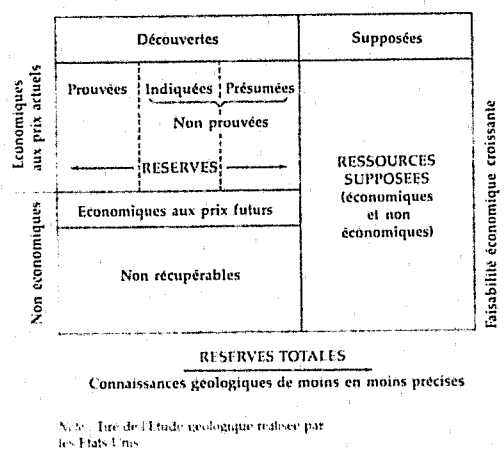 Découvertes
Supposées
Economiques
aux prix actuels
Prouvées
Indiquées
Présumées
Non prouvées
RESERVES
RESSOURCES
SUPPOSEES
(économiques
et non
économiques)
Non economiques
Economiques aux prix futurs
Non récupérables
Faisabilité économique croissante
RESERVES TOTALES
Connaissances géologiques de moins en moins précises
Note : Tiré de l'Etude géologique réalisée par
les Etats-Unis